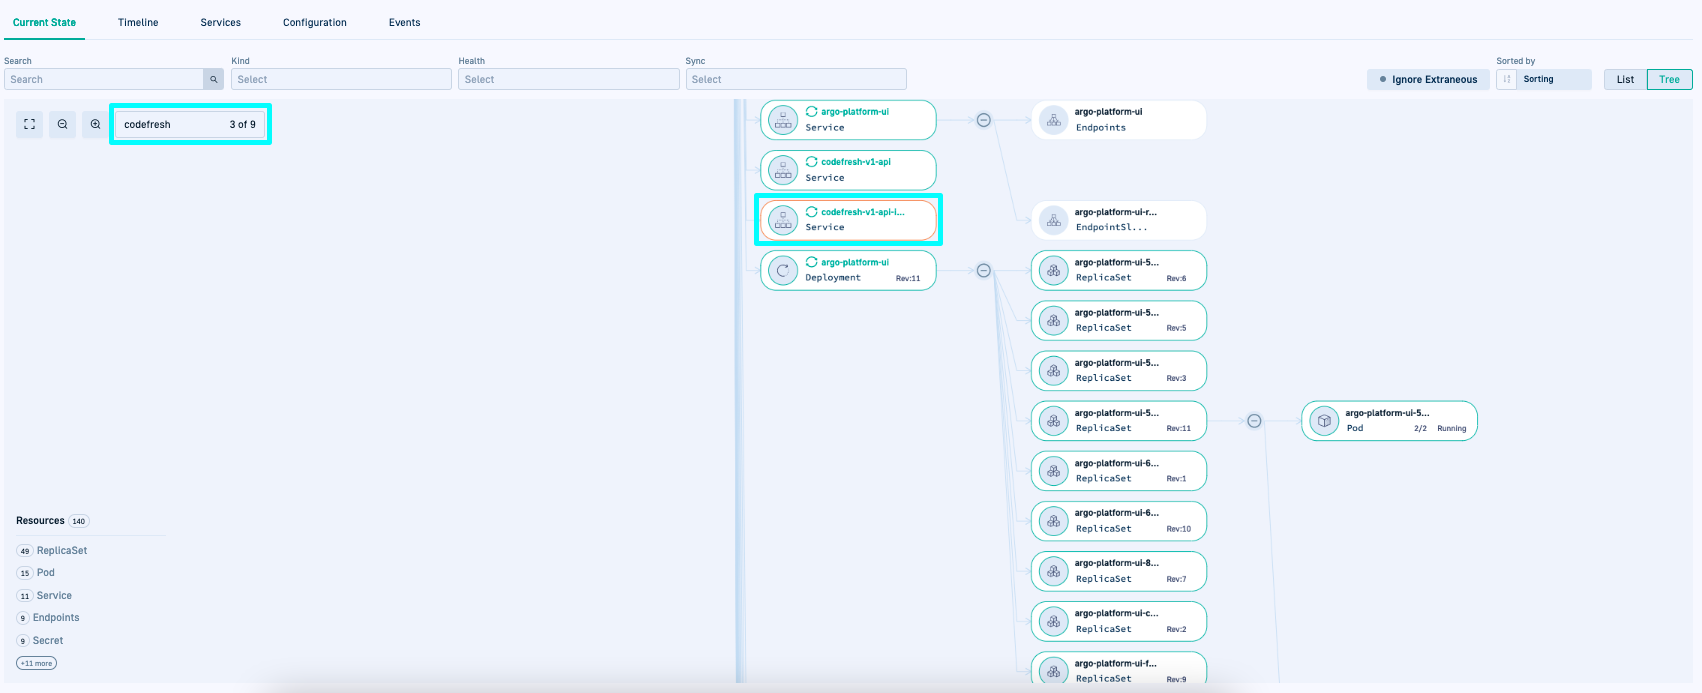 Current State Timeline Services Configuration Events
Search Kind Health Sync Sorted by
Search Select Select Select Ignore Extraneous Sorting List Tree
codefresh 3 of 9
argo-platform-ui
Service
argo-platform-ui
Endpoints
codefresh-v1-api
Service
codefresh-v1-api-i...
Service
argo-platform-ui-r...
EndpointSl...
argo-platform-ui
Deployment Rev:11
argo-platform-ui-5...
ReplicaSet Rev:6
argo-platform-ui-5...
ReplicaSet Rev:5
argo-platform-ui-5...
ReplicaSet Rev:3
argo-platform-ui-5...
ReplicaSet Rev:11
argo-platform-ui-5...
Pod 2/2 Running
argo-platform-ui-6...
ReplicaSet Rev:1
argo-platform-ui-6...
ReplicaSet Rev:10
argo-platform-ui-8...
ReplicaSet Rev:7
argo-platform-ui-c...
ReplicaSet Rev:2
argo-platform-ui-f...
ReplicaSet Rev:9
Resources 140
49 ReplicaSet
15 Pod
11 Service
9 Endpoints
9 Secret
+11 more